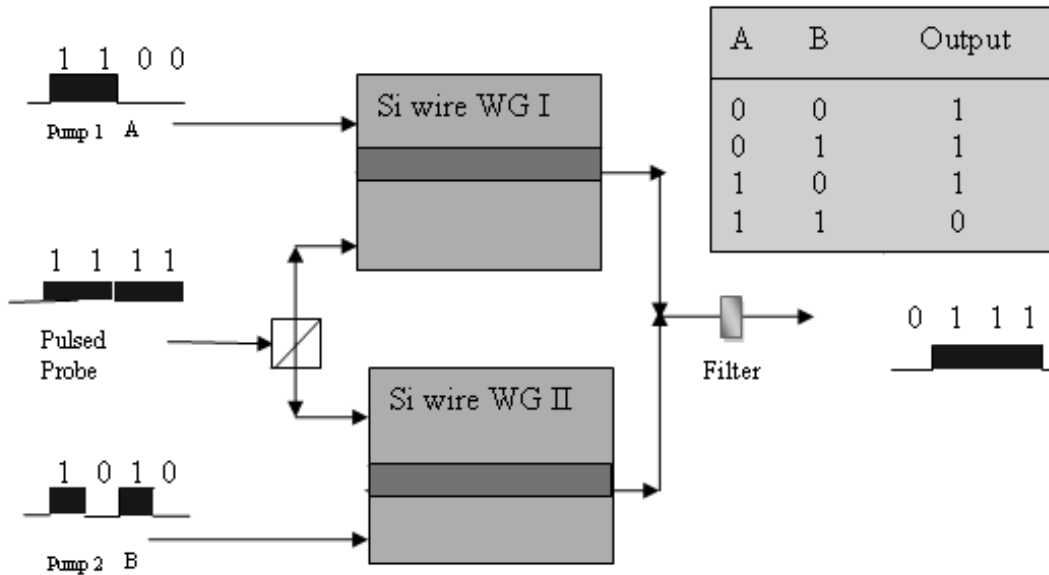 1 1 0 0
Pump 1 A
Si wire WG I
A B Output
0 0 1
0 1 1
1 0 1
1 1 0
1 1 1 1
Pulsed
Probe
Filter
0 1 1 1
Si wire WG II
1 0 1 0
Pump 2 B